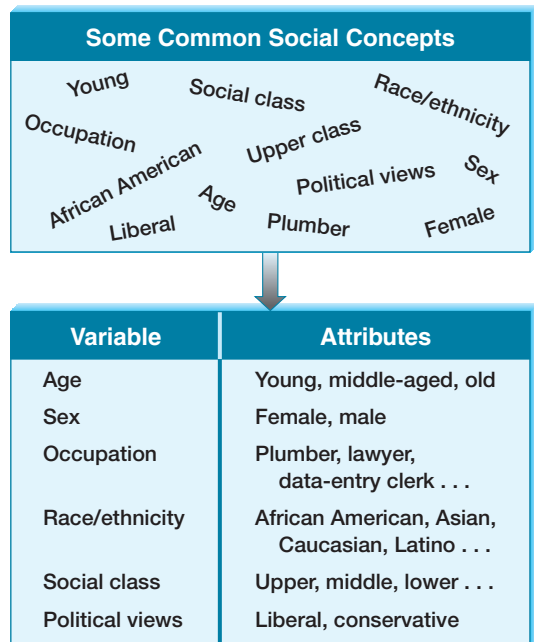 Some Common Social Concepts
Young
Social class
Race/ethnicity
Occupation
Upper class
African American
Political views
Sex
Age
Liberal
Plumber
Female
Variable Attributes
Age Young, middle-aged, old
Sex Female, male
Occupation Plumber, lawyer,
data-entry clerk . . .
Race/ethnicity African American, Asian,
Caucasian, Latino . . .
Social class Upper, middle, lower . . .
Political views Liberal, conservative